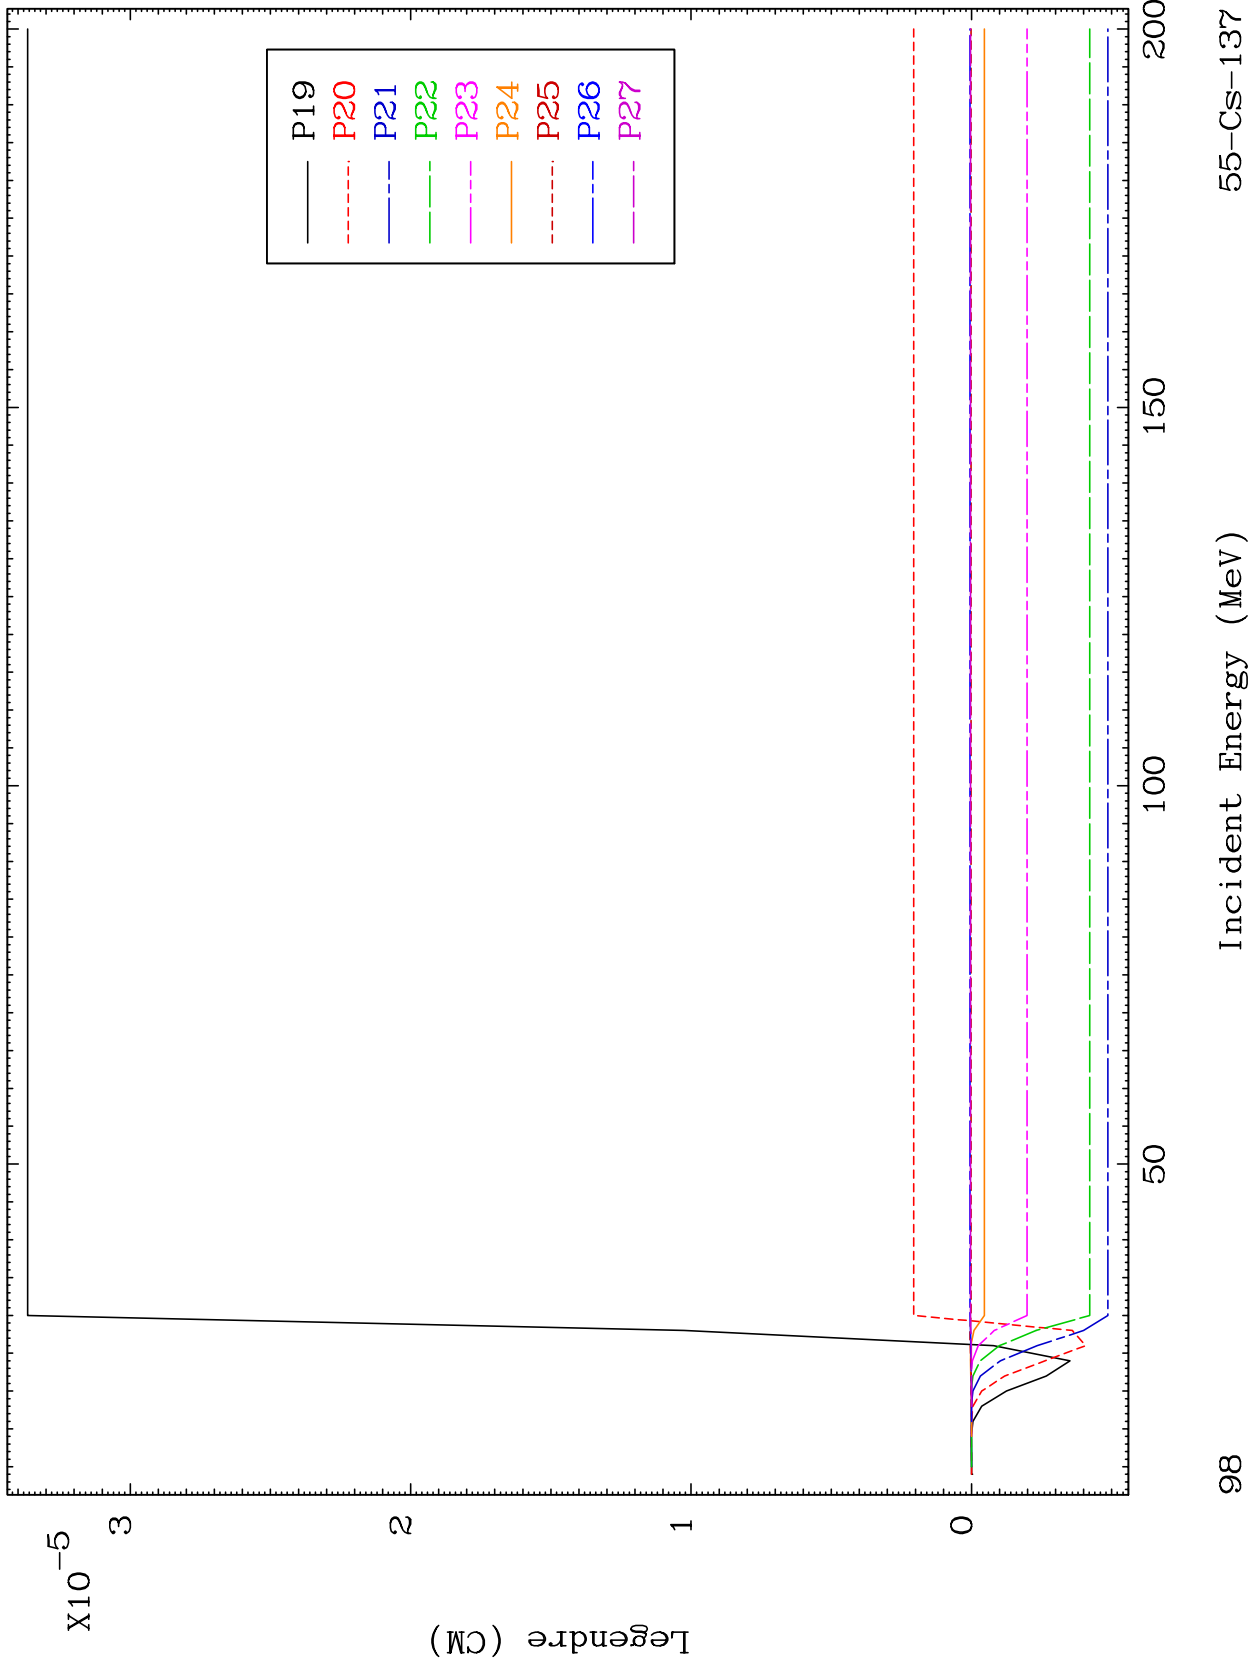 X10-5
3
2
1
0
Legendre (CM)
P19
P20
P21
P22
P23
P24
P25
P26
P27
50
100
150
200
98
Incident Energy (MeV)
55-Cs-137